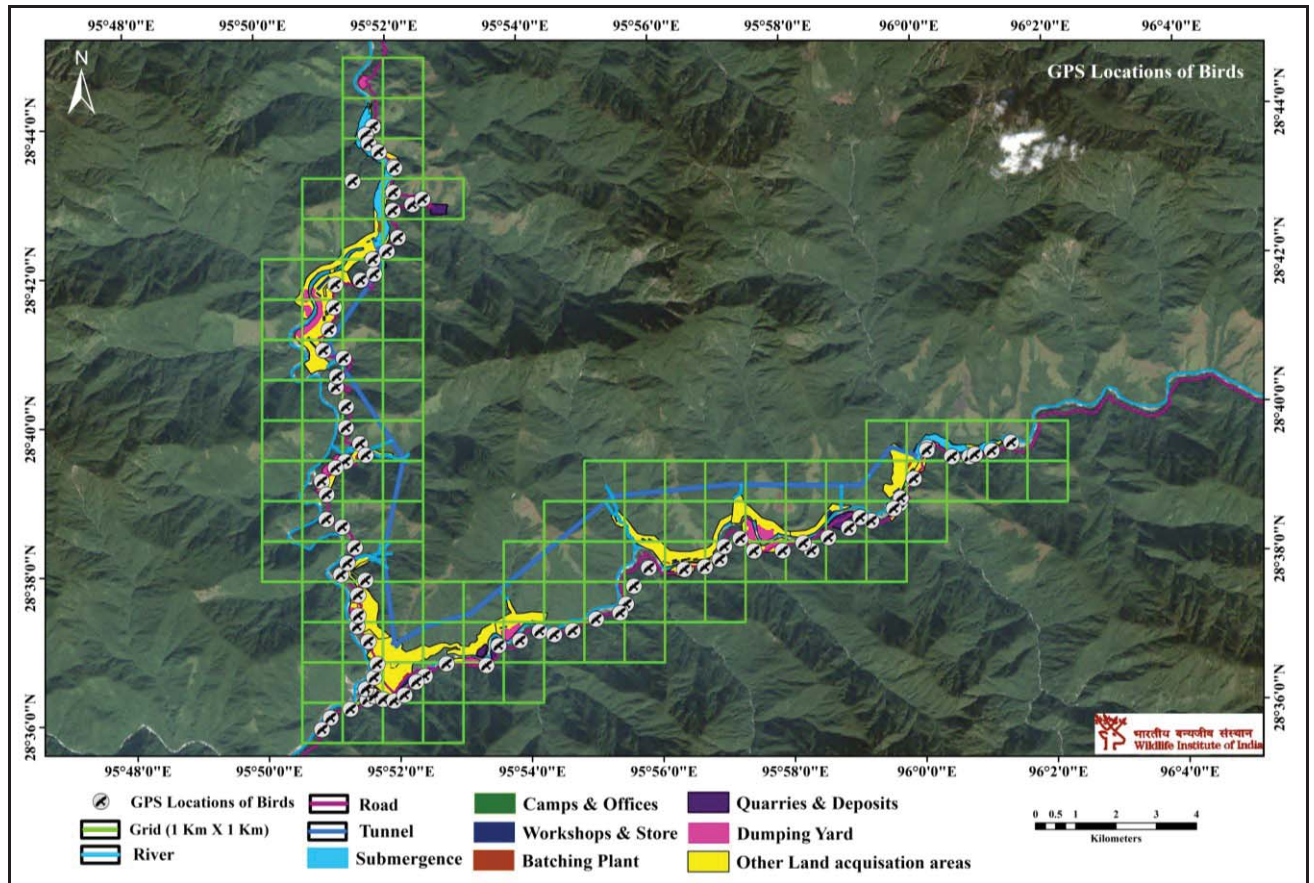 95°48'0"E 95°50'0"E 95°52'0"E 95°54'0"E 95°56'0"E 95°58'0"E 96°0'0"E 96°2'0"E 96°4'0"E
N
GPS Locations of Birds
28°44'0"N
28°42'0"N
28°40'0"N
28°38'0"N
28°36'0"N
28°44'0"N
28°42'0"N
28°40'0"N
28°38'0"N
28°36'0"N
भारतीय वन्यजीव संस्थान
Wildlife Institute of India
95°48'0"E 95°50'0"E 95°52'0"E 95°54'0"E 95°56'0"E 95°58'0"E 96°0'0"E 96°2'0"E 96°4'0"E
GPS Locations of Birds
Grid (1 Km X 1 Km)
River
Road
Tunnel
Submergence
Camps & Offices
Workshops & Store
Batching Plant
Quarries & Deposits
Dumping Yard
Other Land acquisation areas
0 0.5 1 2 3 4
Kilometers